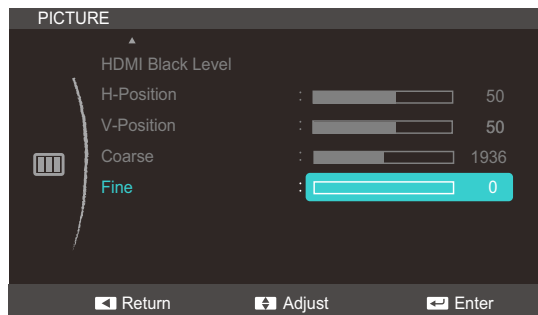 PICTURE
HDMI Black Level
H-Position : 50
V-Position : 50
Coarse : 1936
Fine : 0
Return Adjust Enter